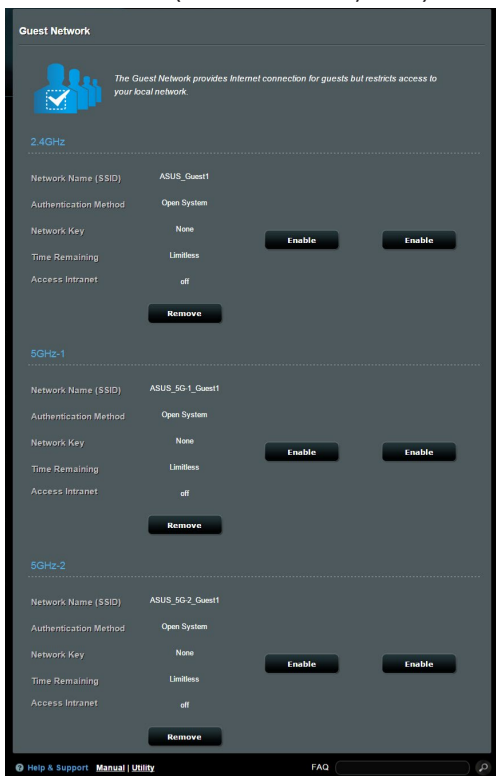 Guest Network
The Guest Network provides Internet connection for guests but restricts access to
your local network.
2.4GHz
Network Name (SSID) ASUS_Guest1
Authentication Method Open System
Network Key None
Enable Enable
Time Remaining Limitless
Access Intranet off
Remove
5GHz-1
Network Name (SSID) ASUS_5G-1_Guest1
Authentication Method Open System
Network Key None
Enable Enable
Time Remaining Limitless
Access Intranet off
Remove
5GHz-2
Network Name (SSID) ASUS_5G-2_Guest1
Authentication Method Open System
Network Key None
Enable Enable
Time Remaining Limitless
Access Intranet off
Remove
Help & Support Manual | Utility FAQ